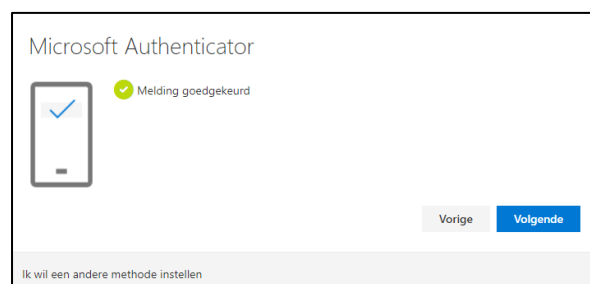 Microsoft Authenticator
Melding goedgekeurd
Vorige Volgende
Ik wil een andere methode instellen